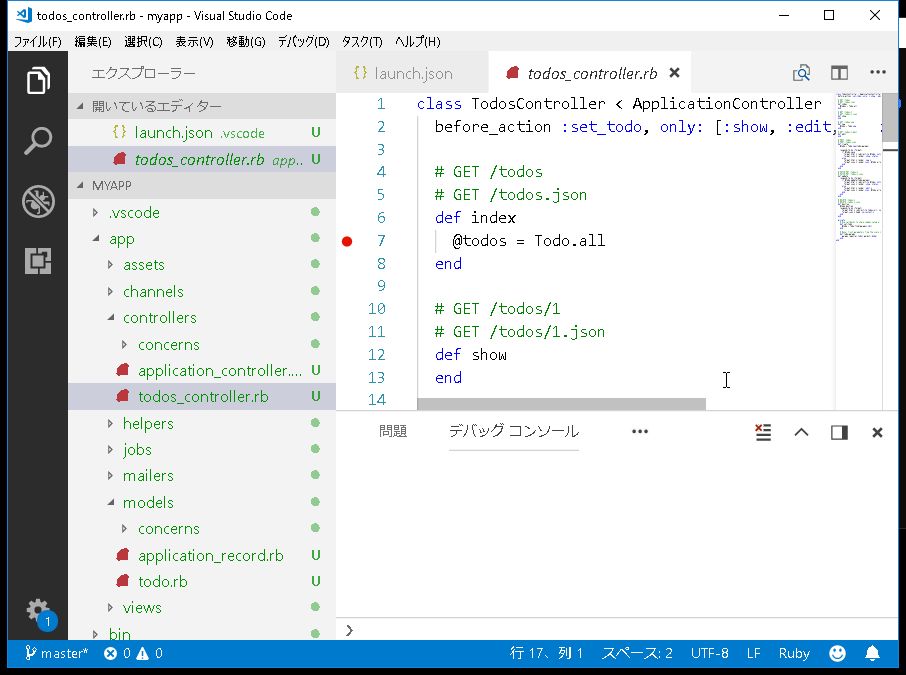 todos_controller.rb - myapp - Visual Studio Code
ファイル(F) 編集(E) 選択(C) 表示(V) 移動(G) デバッグ(D) タスク(T) ヘルプ(H)
エクスプローラー
開いているエディター
{} launch.json .vscode U
todos_controller.rb app... U
MYAPP
.vscode
app
assets
channels
controllers
concerns
application_controller.... U
todos_controller.rb U
helpers
jobs
mailers
models
concerns
application_record.rb U
todo.rb U
views
bin
{} launch.json
todos_controller.rb
1 class TodosController < ApplicationController
2 before_action :set_todo, only: [:show, :edit,
3
4 # GET /todos
5 # GET /todos.json
6 def index
7 @todos = Todo.all
8 end
9
10 # GET /todos/1
11 # GET /todos/1.json
12 def show
13 end
14
問題 デバッグ コンソール ...
1
master* 0 0 行 17、列 1 スペース: 2 UTF-8 LF Ruby